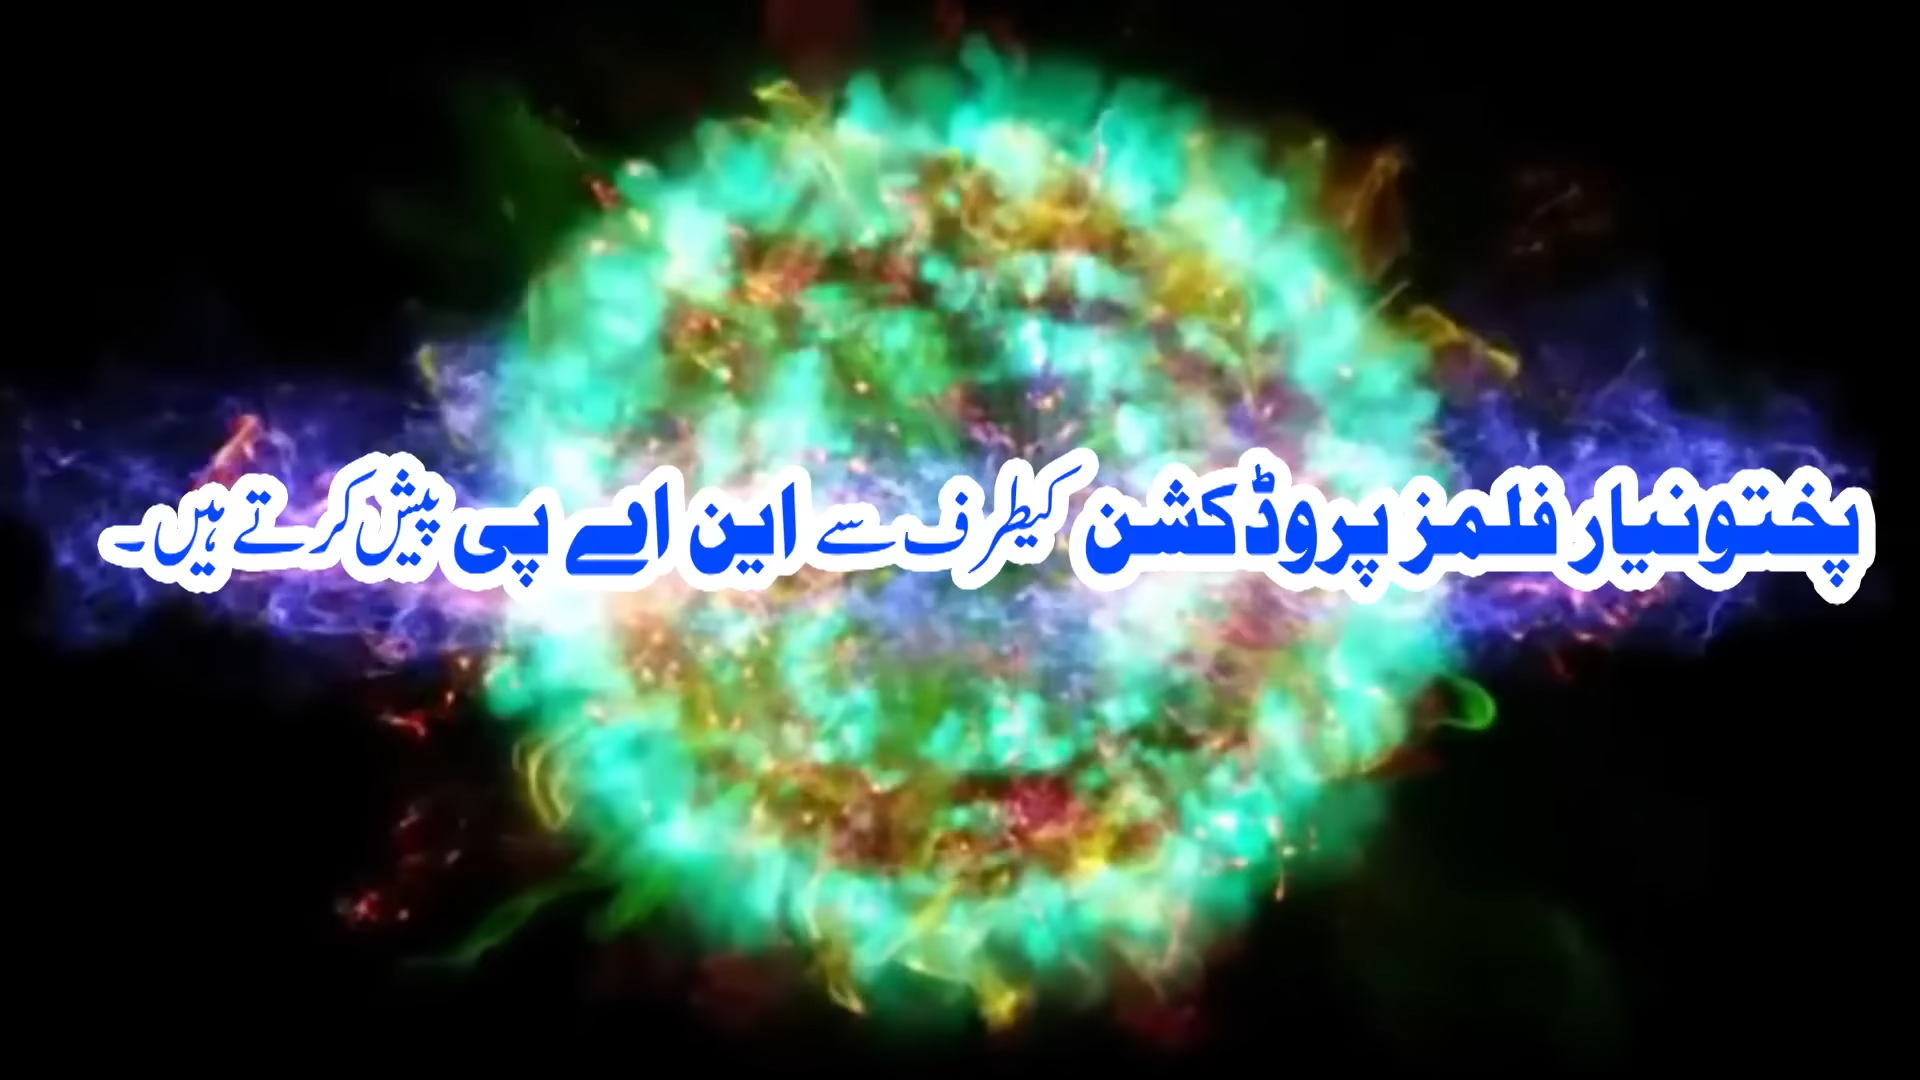 پختونیار فلمز پروڈکشن کیطرف سے این اے پی پیش کرتے ہیں۔